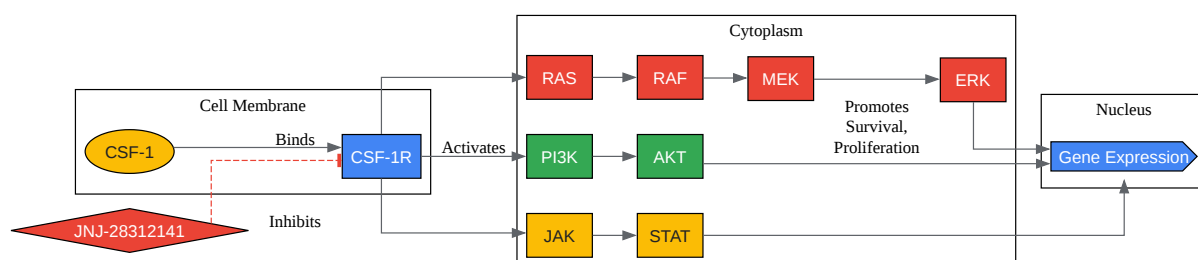 Cytoplasm
RAS
RAF
MEK
ERK
Cell Membrane
CSF-1
Binds
CSF-1R
Activates
Promotes
Survival,
Proliferation
PI3K
AKT
Nucleus
Gene Expression
JNJ-28312141
Inhibits
JAK
STAT